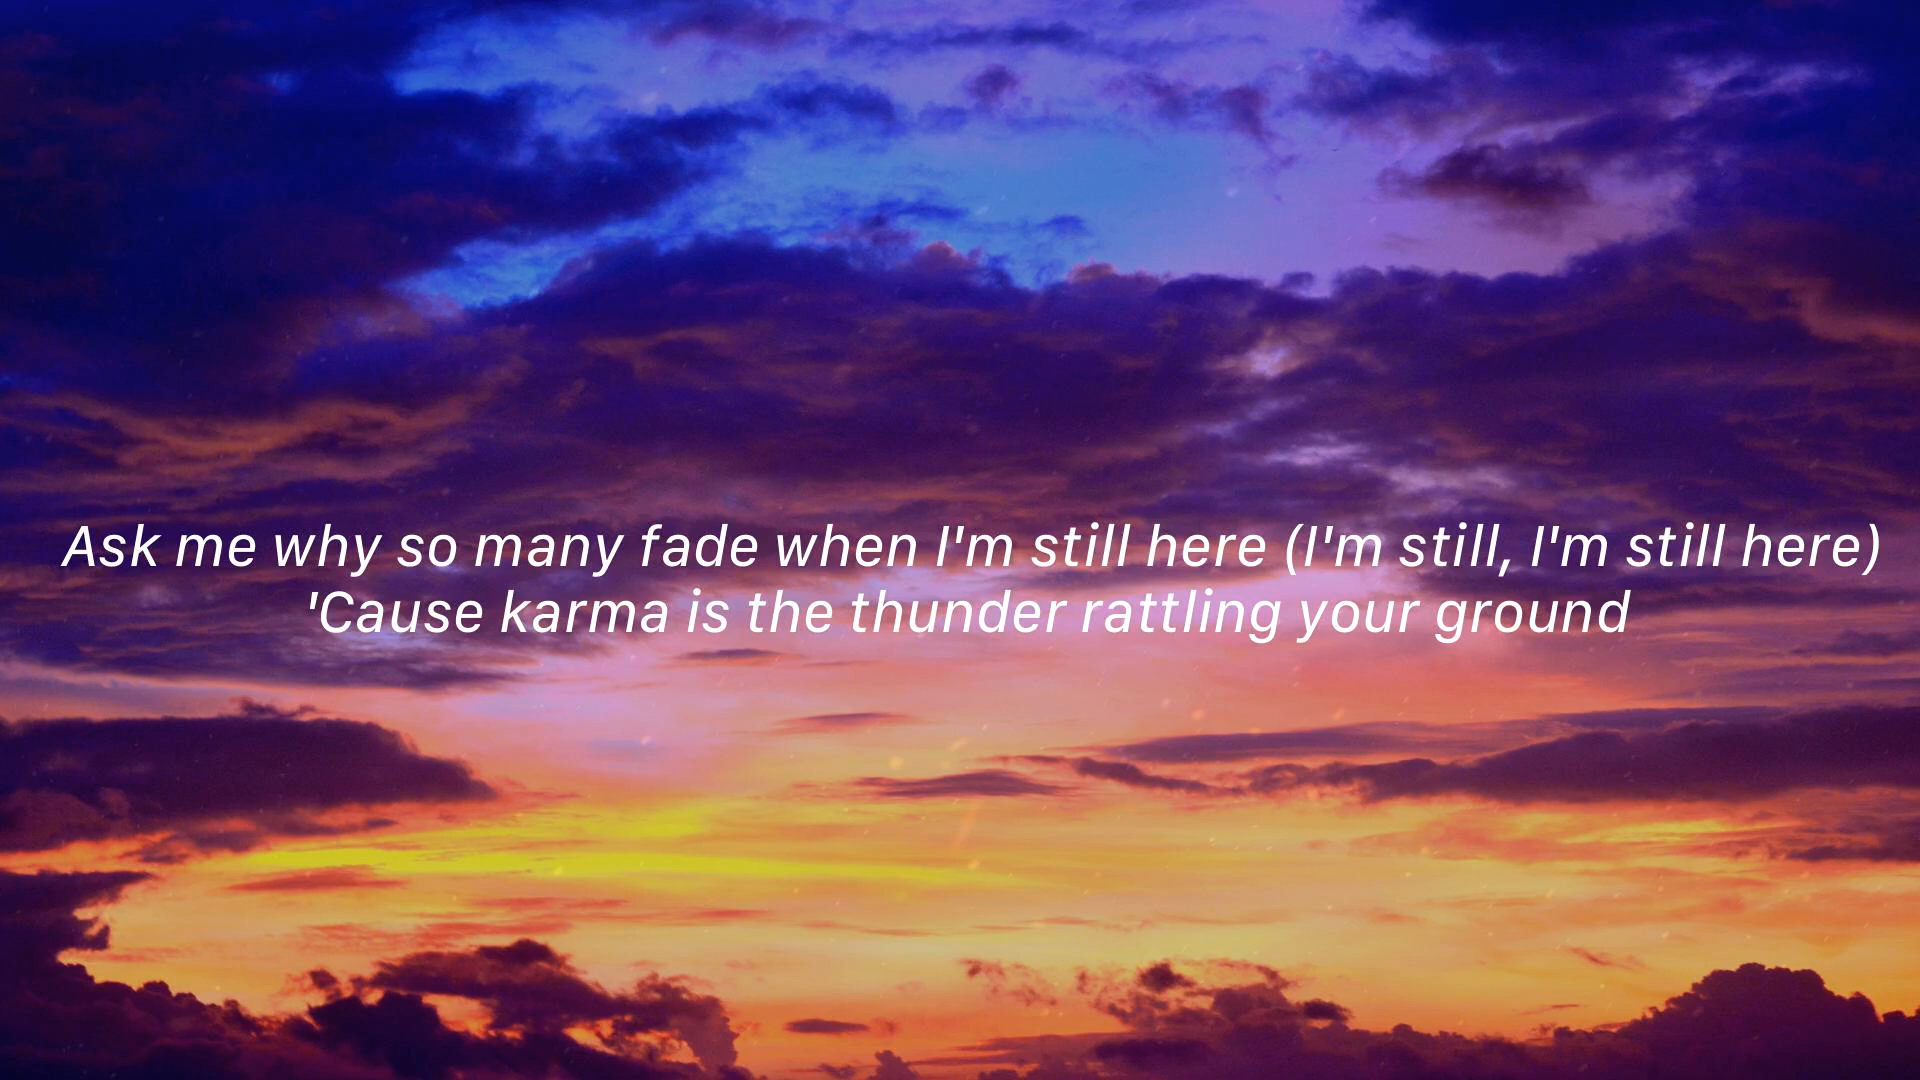 Ask me why so many fade when I'm still here (I'm still, I'm still here)
'Cause karma is the thunder rattling your ground